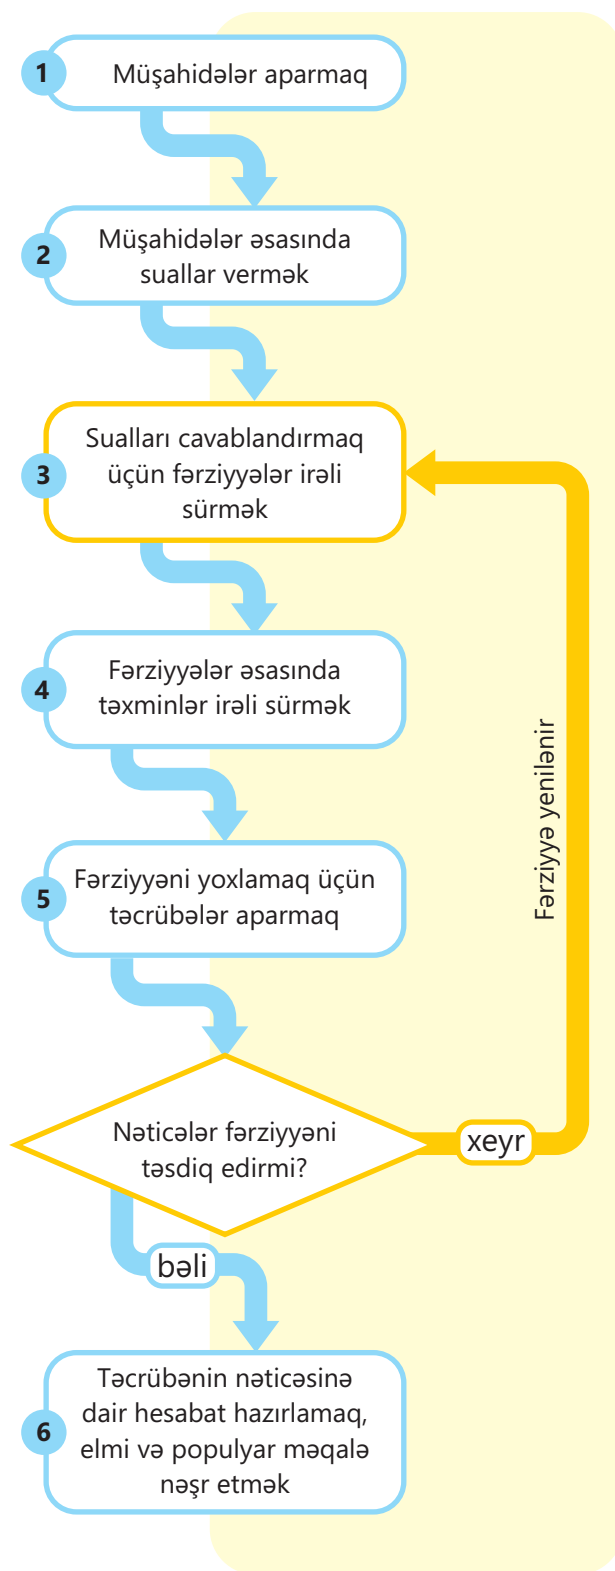 1
Müşahidələr aparmaq
2
Müşahidələr əsasında
suallar vermək
3
Sualları cavablandırmaq
üçün fərziyyələr irəli
sürmək
4
Fərziyyələr əsasında
təxminlər irəli sürmək
5
Fərziyyəni yoxlamaq üçün
təcrübələr aparmaq
Nəticələr fərziyyəni
təsdiq edirmi?
xeyr
Fərziyyə yenilənir
bəli
6
Təcrübənin nəticəsinə
dair hesabat hazırlamaq,
elmi və populyar məqalə
nəşr etmək